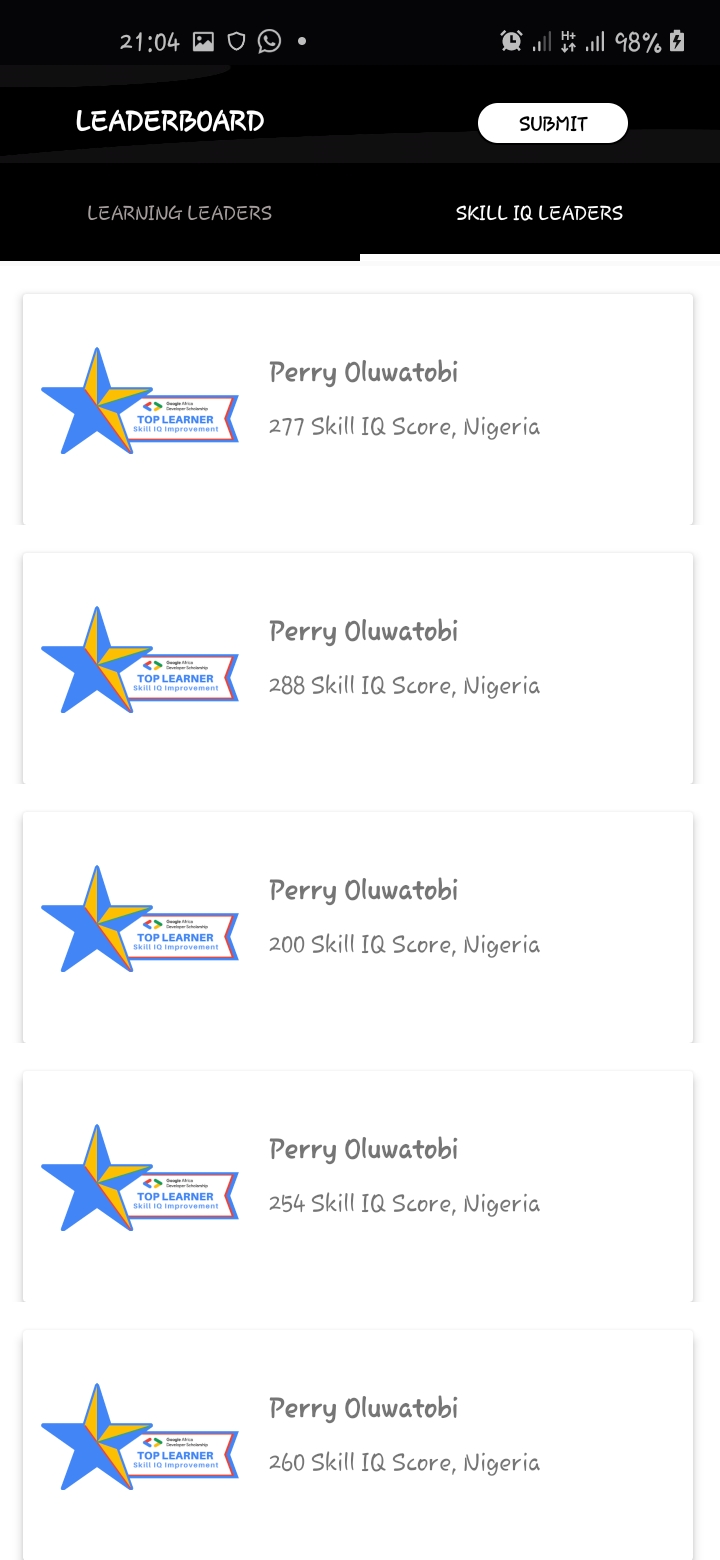 21:04
H+
98%
LEADERBOARD
SUBMIT
LEARNING LEADERS
SKILL IQ LEADERS
Perry Oluwatobi
Google Africa
Developer Scholarship
TOP LEARNER
277 Skill IQ Score, Nigeria
Skill IQ Improvement
Perry Oluwatobi
Google Africa
Developer Scholarship
TOP LEARNER
288 Skill IQ Score, Nigeria
Skill IQ Improvement
Perry Oluwatobi
Google Africa
Developer Scholarship
TOP LEARNER
200 Skill IQ Score, Nigeria
Skill IQ Improvement
Perry Oluwatobi
Google Africa
Developer Scholarship
TOP LEARNER
254 Skill IQ Score, Nigeria
Skill IQ Improvement
Perry Oluwatobi
Google Africa
Developer Scholarship
TOP LEARNER
260 Skill IQ Score, Nigeria
Skill IQ Improvement